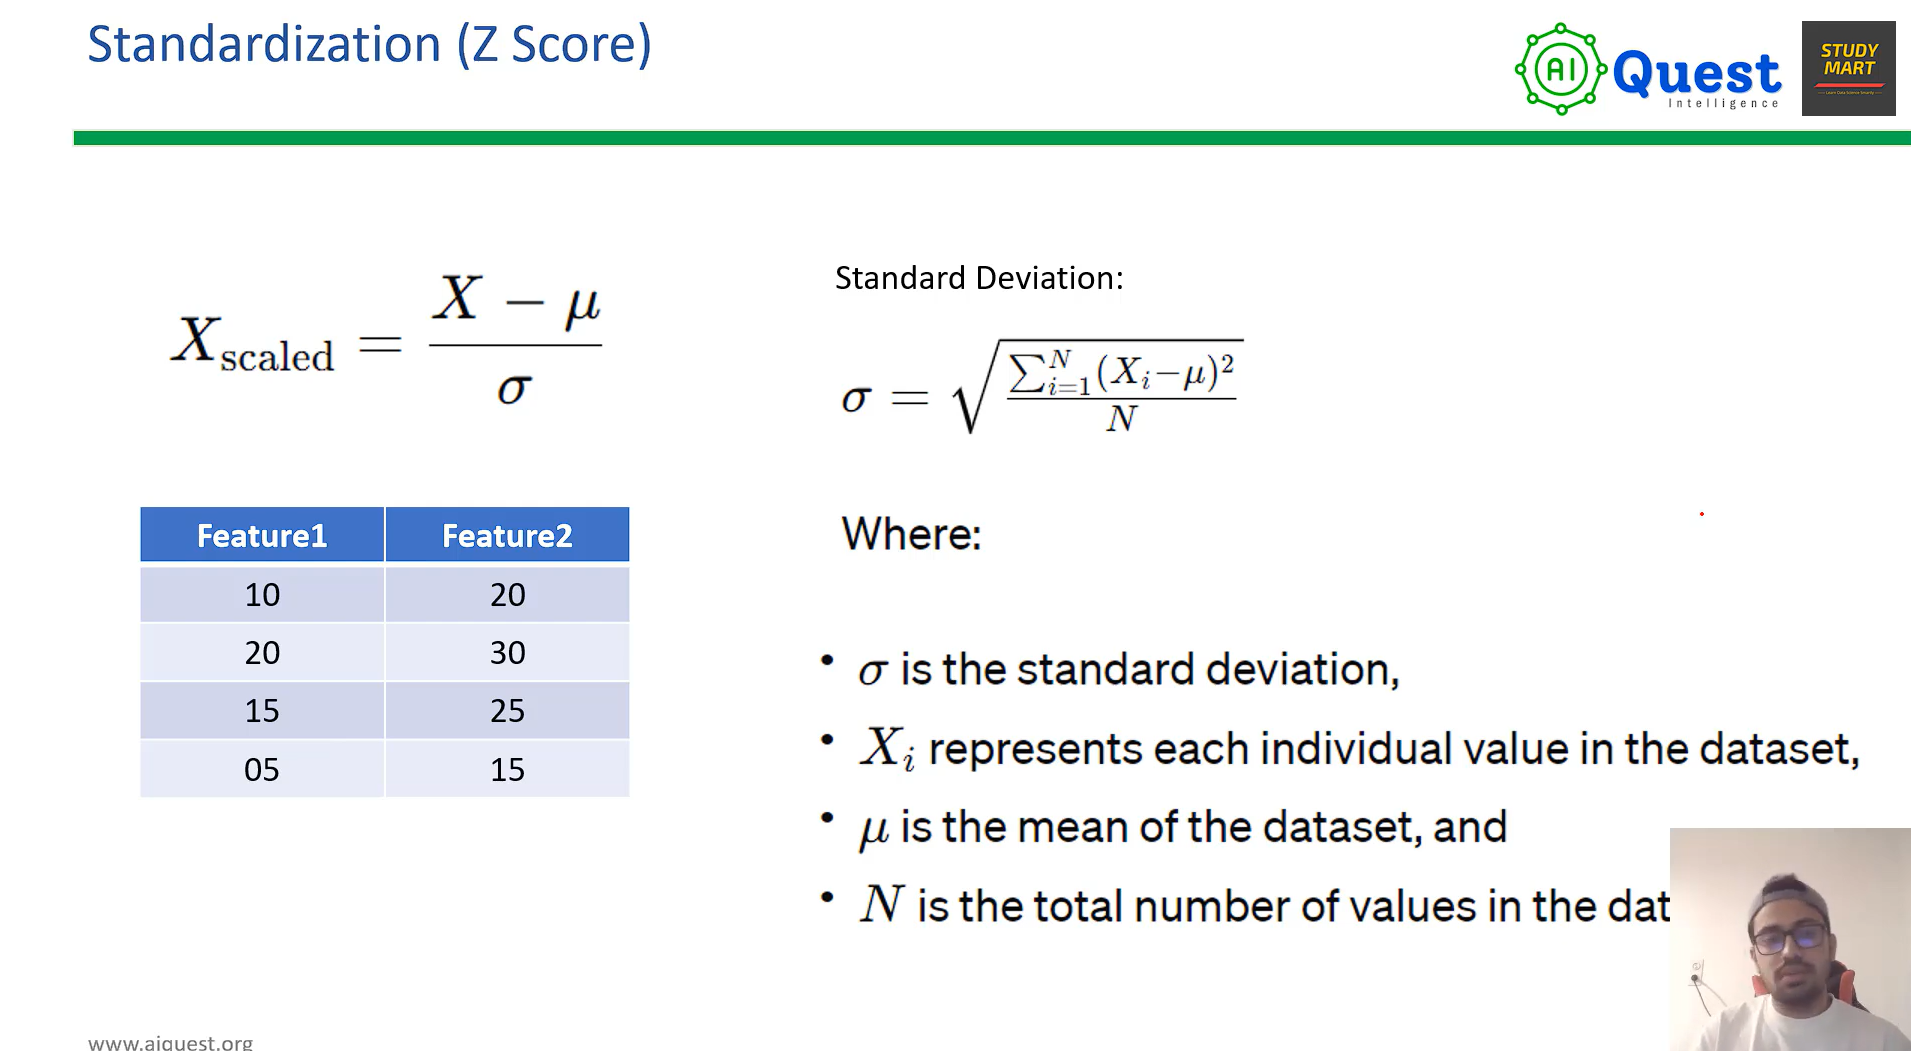 Standardization (Z Score)
AI Quest
Intelligence
STUDY
MART
X_scaled = (X − μ) / σ
Standard Deviation:
σ = √(∑_{i=1}^{N} (X_i − μ)² / N)
Feature1 Feature2
10 20
20 30
15 25
05 15
Where:
• σ is the standard deviation,
• X_i represents each individual value in the dataset,
• μ is the mean of the dataset, and
• N is the total number of values in the dat
www.aiquest.org